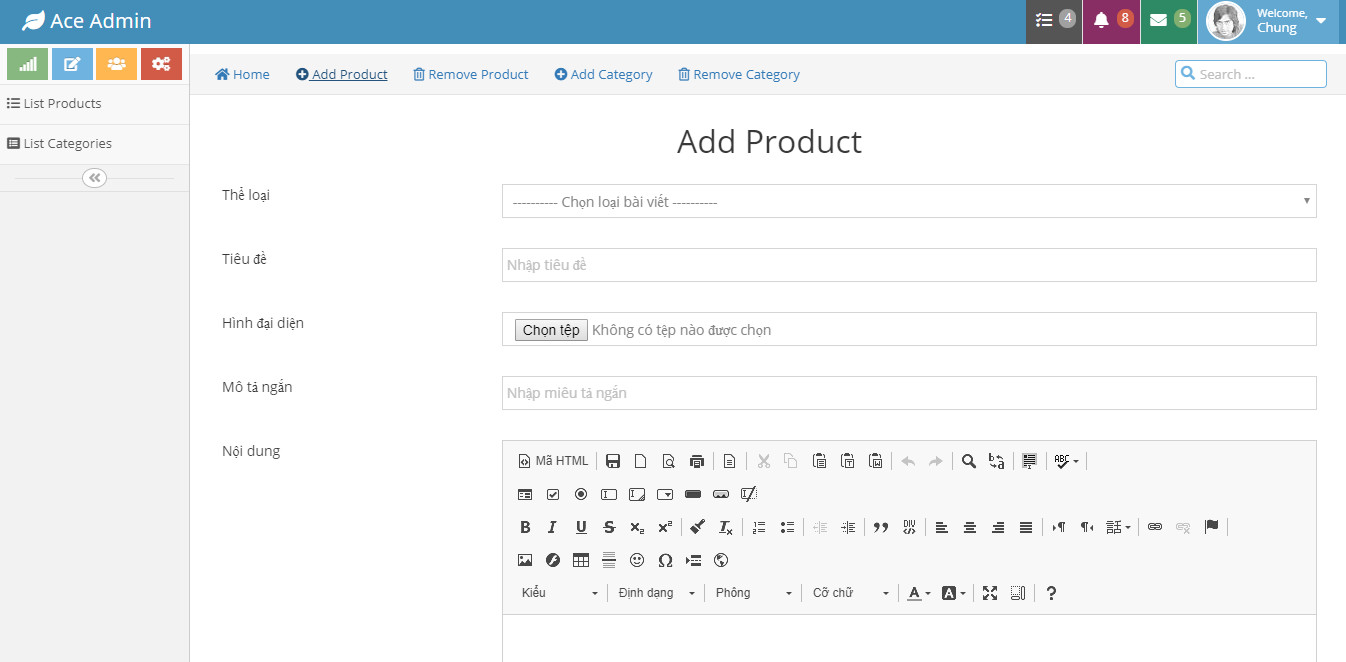 Ace Admin
4
8
5
Welcome,
Chung
Home
Add Product
Remove Product
Add Category
Remove Category
Search ...
List Products
List Categories
Add Product
Thể loại
---------- Chọn loại bài viết ----------
Tiêu đề
Nhập tiêu đề
Hình đại diện
Chọn tệp Không có tệp nào được chọn
Mô tả ngắn
Nhập miêu tả ngắn
Nội dung
Mã HTML
Kiểu Định dạng Phông Cỡ chữ